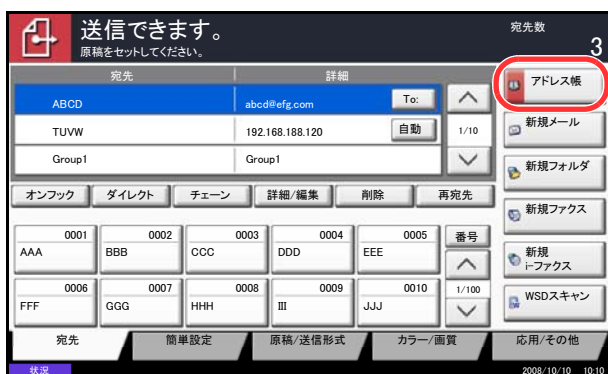 送信できます。
原稿をセットしてください。
宛先数
3
宛先 詳細
ABCD abcd@efg.com To:
TUVW 192.168.188.120 自動
Group1 Group1
1/10
アドレス帳
新規メール
新規フォルダ
新規ファクス
新規
i-ファクス
WSDスキャン
オンフック ダイレクト チェーン 詳細/編集 削除 再宛先
0001 0002 0003 0004 0005
AAA BBB CCC DDD EEE
番号
0006 0007 0008 0009 0010
FFF GGG HHH III JJJ
1/100
宛先 簡単設定 原稿/送信形式 カラー/画質 応用/その他
状況 2008/10/10 10:10